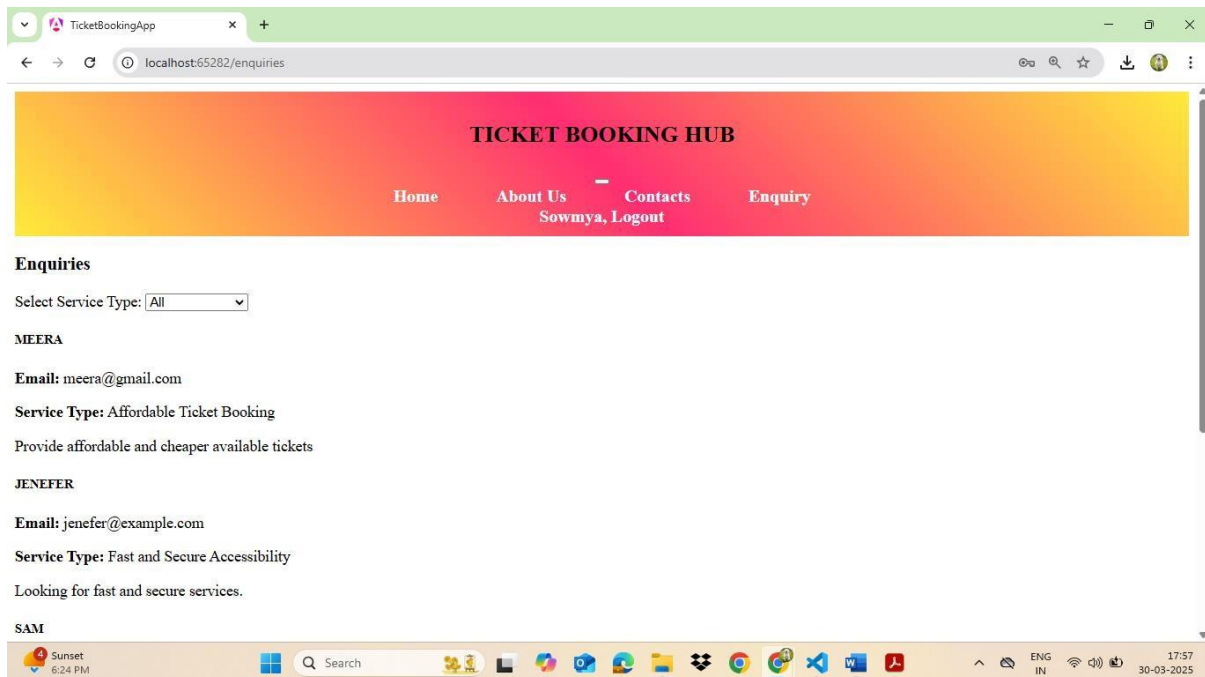 TicketBookingApp
localhost:65282/enquiries
TICKET BOOKING HUB
Home About Us Contacts Enquiry
Sowmya, Logout
Enquiries
Select Service Type: All
MEERA
Email: meera@gmail.com
Service Type: Affordable Ticket Booking
Provide affordable and cheaper available tickets
JENEFER
Email: jenefer@example.com
Service Type: Fast and Secure Accessibility
Looking for fast and secure services.
SAM
4 Sunset
6:24 PM
Search
ENG
IN
17:57
30-03-2025